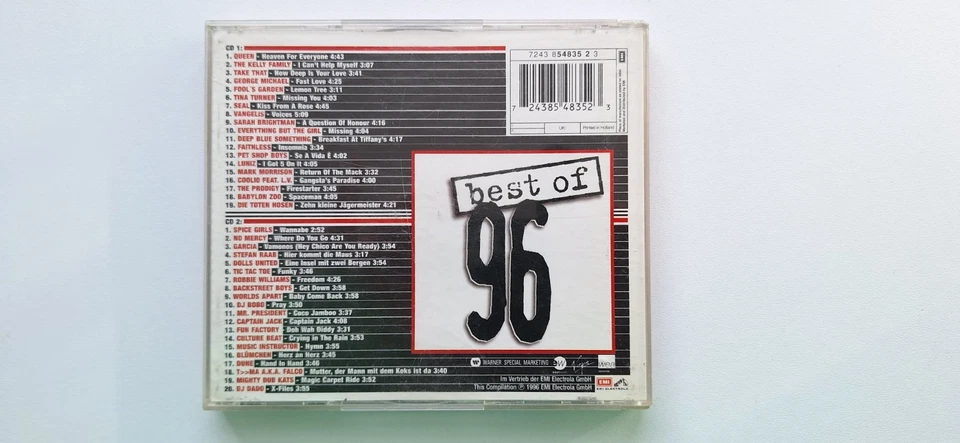 CD 1:
1. QUEEN - Heaven For Everyone 4:43
2. THE KELLY FAMILY - I Can't Help Myself 3:07
3. TAKE THAT - How Deep Is Your Love 3:41
4. GEORGE MICHAEL - Fast Love 4:25
5. FOOL'S GARDEN - Lemon Tree 3:11
6. TINA TURNER - Missing You 4:03
7. SEAL - Kiss From A Rose 4:45
8. VANGELIS - Voices 5:09
9. SARAH BRIGHTMAN - A Question Of Honour 4:16
10. EVERYTHING BUT THE GIRL - Missing 4:04
11. DEEP BLUE SOMETHING - Breakfast At Tiffany's 4:17
12. FAITHLESS - Insomnia 3:34
13. PET SHOP BOYS - Se A Vida É 4:02
14. LUNIZ - I Got 5 On It 4:05
15. MARK MORRISON - Return Of The Mack 3:32
16. COOLIO FEAT. L.V. - Gangsta's Paradise 4:00
17. THE PRODIGY - Firestarter 3:45
18. BABYLON ZOO - Spaceman 4:05
19. DIE TOTEN HOSEN - Zehn kleine Jägermeister 4:21
CD 2:
1. SPICE GIRLS - Wannabe 2:52
2. NO MERCY - Where Do You Go 4:31
3. GARCIA - Vamonos (Hey Chico Are You Ready) 3:54
4. STEFAN RAAB - Hier kommt die Maus 3:17
5. DOLLS UNITED - Eine Insel mit zwei Bergen 3:54
6. TIC TAC TOE - Funky 3:46
7. ROBBIE WILLIAMS - Freedom 4:26
8. BACKSTREET BOYS - Get Down 3:58
9. WORLDS APART - Baby Come Back 3:58
10. DJ BOBO - Pray 3:50
11. MR. PRESIDENT - Coco Jamboo 3:37
12. CAPTAIN JACK - Captain Jack 4:08
13. FUN FACTORY - Doh Wah Diddy 3:31
14. CULTURE BEAT - Crying In The Rain 3:53
15. MUSIC INSTRUCTOR - Hymn 3:55
16. BLÜMCHEN - Herz an Herz 3:45
17. DUNE - Hand In Hand 3:46
18. T>>MA A.K.A. FALCO - Mutter, der Mann mit dem Koks ist da 3:40
19. MIGHTY DUB KATS - Magic Carpet Ride 3:52
20. DJ DADO - X-Files 3:55
7243 854835 2 3
7 24385 48352 3
UK:
Printed in Holland
EMI
best of
96
WARNER SPECIAL MARKETING
Virgin
Im Vertrieb der EMI Electrola GmbH
This Compilation ℗ 1996 EMI Electrola GmbH
EMI
EMI ELECTROLA